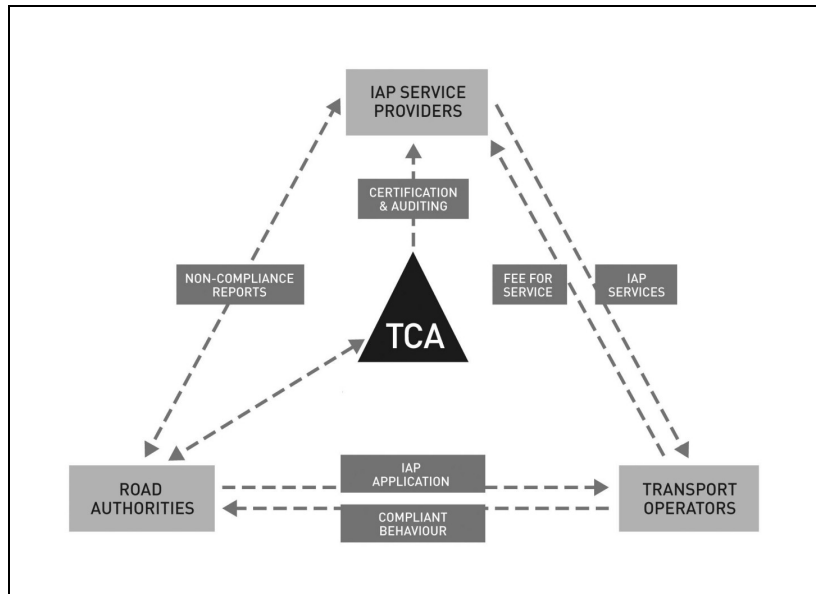 IAP SERVICE
PROVIDERS
CERTIFICATION
& AUDITING
NON-COMPLIANCE
REPORTS
FEE FOR
SERVICE
IAP
SERVICES
TCA
ROAD
AUTHORITIES
IAP
APPLICATION
COMPLIANT
BEHAVIOUR
TRANSPORT
OPERATORS